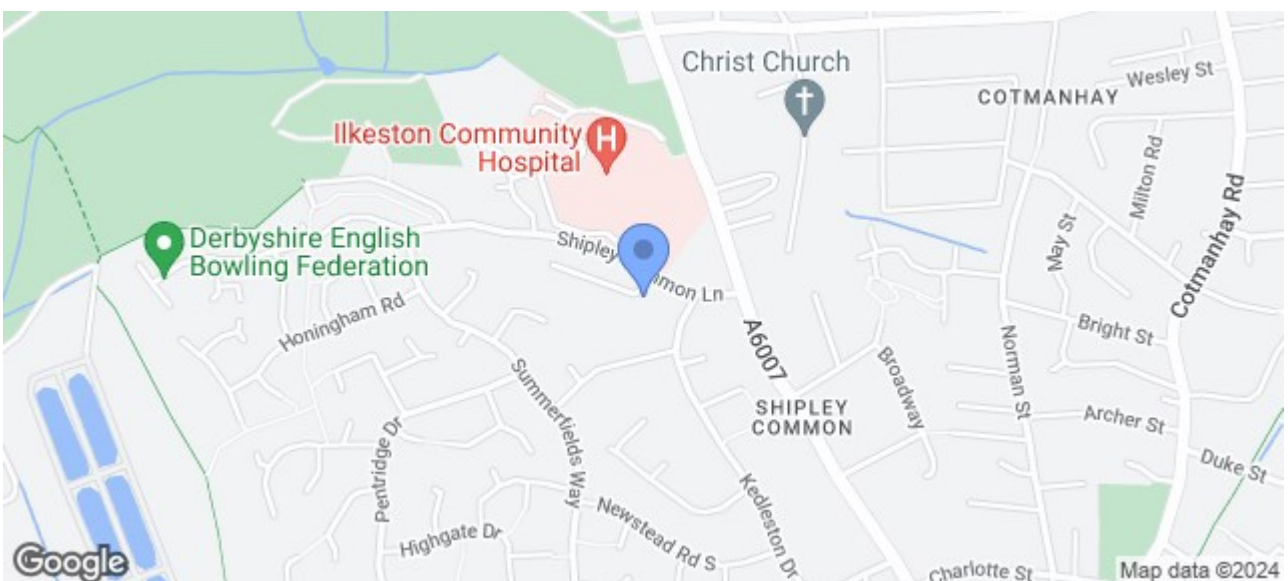 Christ Church
Wesley St
COTMANHAY
Ilkeston Community
Hospital
H
Milton Rd
Cotmanhay Rd
May St
Derbyshire English
Bowling Federation
Shipley
mon Ln
Honingham Rd
A6007
Bright St
Norman St
Broadway
Summerfields Way
SHIPLEY
COMMON
Archer St
Pentridge Dr
Duke St
Kedleston Dr
Newstead Rd S
Highgate Dr
Charlotte St
Google
Map data ©2024